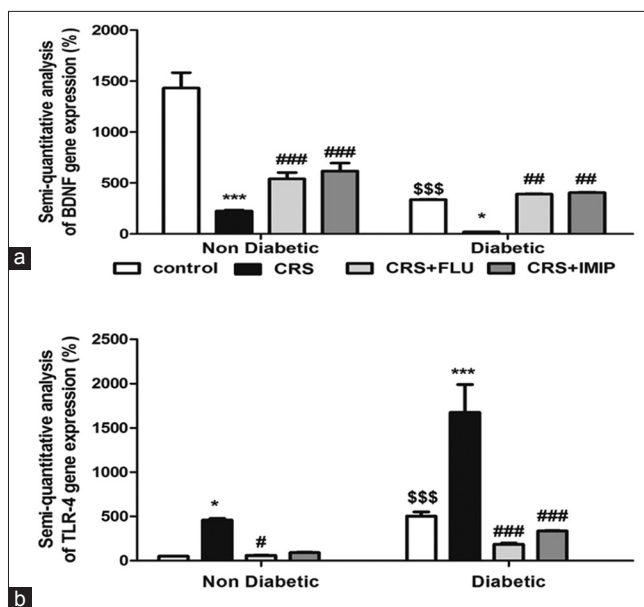 Semi-quantitative analysis
of BDNF gene expression (%)
2000
1500
1000
500
0
***
###
###
$$$
*
##
##
Non Diabetic
Diabetic
a
control
CRS
CRS+FLU
CRS+IMIP
Semi-quantitative analysis
of TLR-4 gene expression (%)
2500
2000
1500
1000
500
0
*
#
$$$
***
###
###
Non Diabetic
Diabetic
b